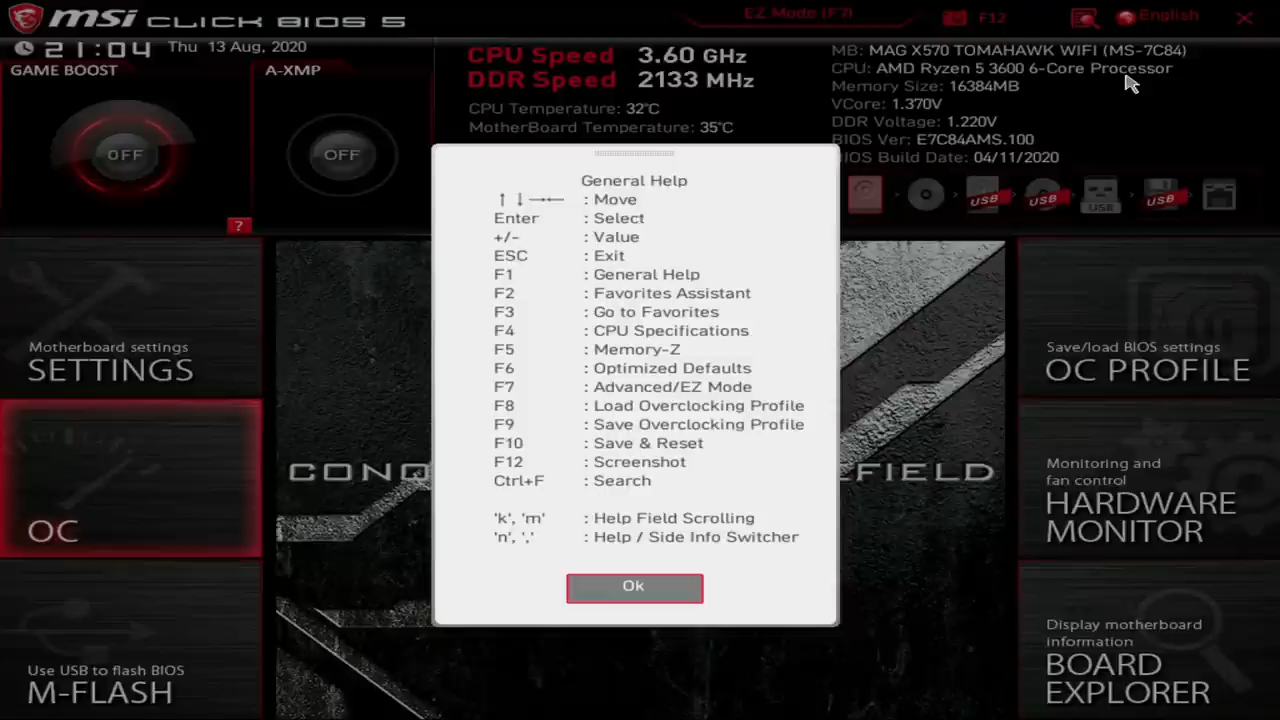 msi CLICK BIOS 5
EZ Mode (F7)
F12
English
21:04 Thu 13 Aug, 2020
GAME BOOST
A-XMP
OFF
OFF
?
CPU Speed 3.60 GHz
DDR Speed 2133 MHz
CPU Temperature: 32°C
MotherBoard Temperature: 35°C
MB: MAG X570 TOMAHAWK WIFI (MS-7C84)
CPU: AMD Ryzen 5 3600 6-Core Processor
Memory Size: 16384MB
VCore: 1.370V
DDR Voltage: 1.220V
BIOS Ver: E7C84AMS.100
BIOS Build Date: 04/11/2020
USB
USB
USB
USB
General Help
↑ ↓ → ← : Move
Enter : Select
+/- : Value
ESC : Exit
F1 : General Help
F2 : Favorites Assistant
F3 : Go to Favorites
F4 : CPU Specifications
F5 : Memory-Z
F6 : Optimized Defaults
F7 : Advanced/EZ Mode
F8 : Load Overclocking Profile
F9 : Save Overclocking Profile
F10 : Save & Reset
F12 : Screenshot
Ctrl+F : Search
'k', 'm' : Help Field Scrolling
'n', ',' : Help / Side Info Switcher
Ok
Motherboard settings
SETTINGS
OC
Use USB to flash BIOS
M-FLASH
CONQ
EFIELD
Save/load BIOS settings
OC PROFILE
Monitoring and
fan control
HARDWARE
MONITOR
Display motherboard
information
BOARD
EXPLORER